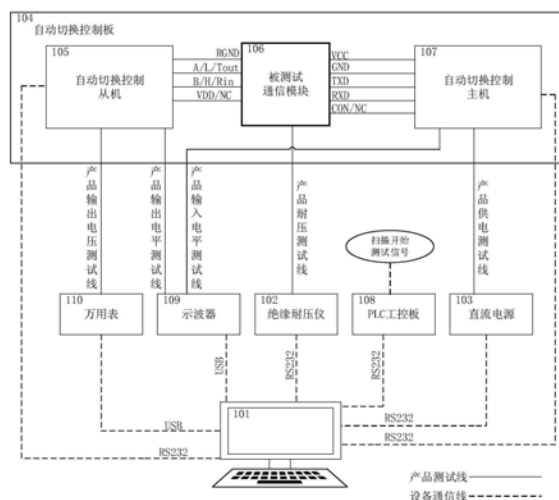 104
自动切换控制板
105
自动切换控制
从机
RGND
A/L/Tout
B/H/Rin
VDD/NC
106
被测试
通信模块
VCC
GND
TXD
RXD
CON/NC
107
自动切换控制
主机
产品输出电压测试线
产品输出电平测试线
产品输入电平测试线
产品耐压测试线
扫描开始
测试信号
产品供电测试线
110
万用表
109
示波器
102
绝缘耐压仪
108
PLC工控板
103
直流电源
USB
RS232
RS232
101
USB
RS232
RS232
RS232
产品测试线
设备通信线